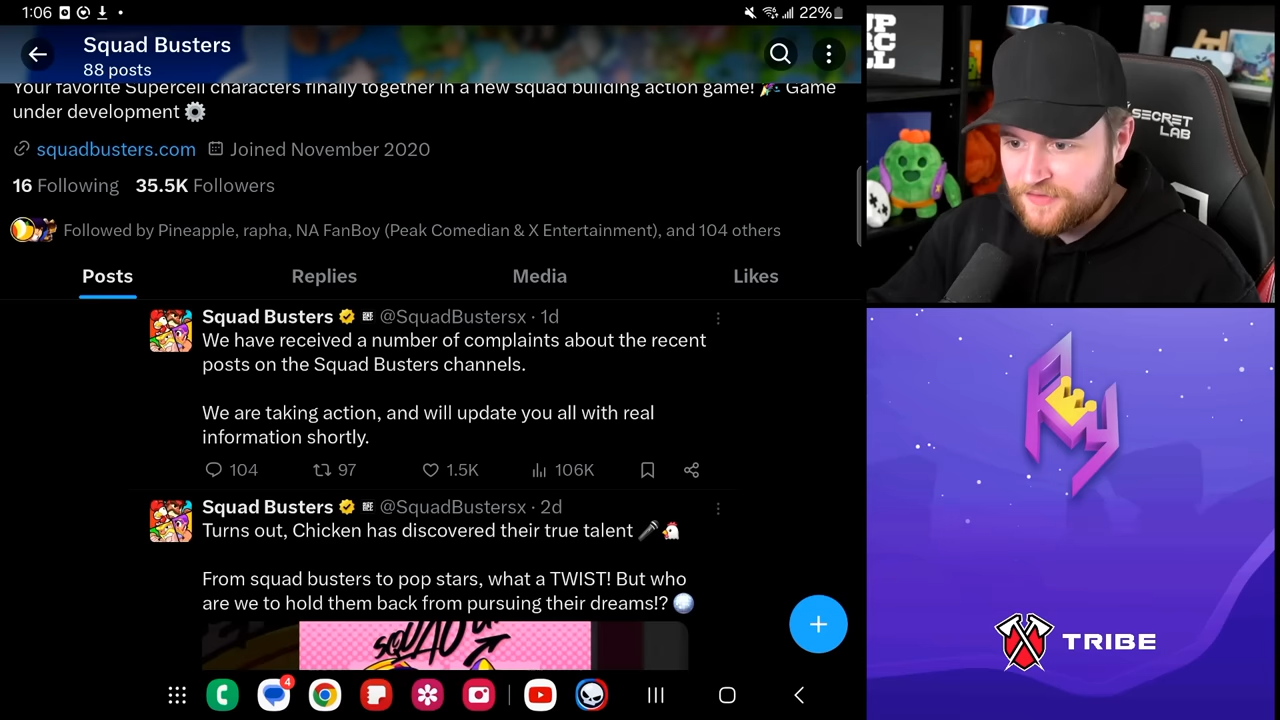 1:06
22%
Squad Busters
88 posts
Your favorite Supercell characters finally together in a new squad building action game! 🎉 Game
under development ⚙️
squadbusters.com Joined November 2020
16 Following 35.5K Followers
Followed by Pineapple, rapha, NA FanBoy (Peak Comedian & X Entertainment), and 104 others
Posts Replies Media Likes
Squad Busters @SquadBustersx · 1d
We have received a number of complaints about the recent
posts on the Squad Busters channels.
We are taking action, and will update you all with real
information shortly.
104 97 1.5K 106K
Squad Busters @SquadBustersx · 2d
Turns out, Chicken has discovered their true talent 🎤🐔
From squad busters to pop stars, what a TWIST! But who
are we to hold them back from pursuing their dreams!? 🪩
SQUAD
4
SECRET
LAB
Rey
TRIBE